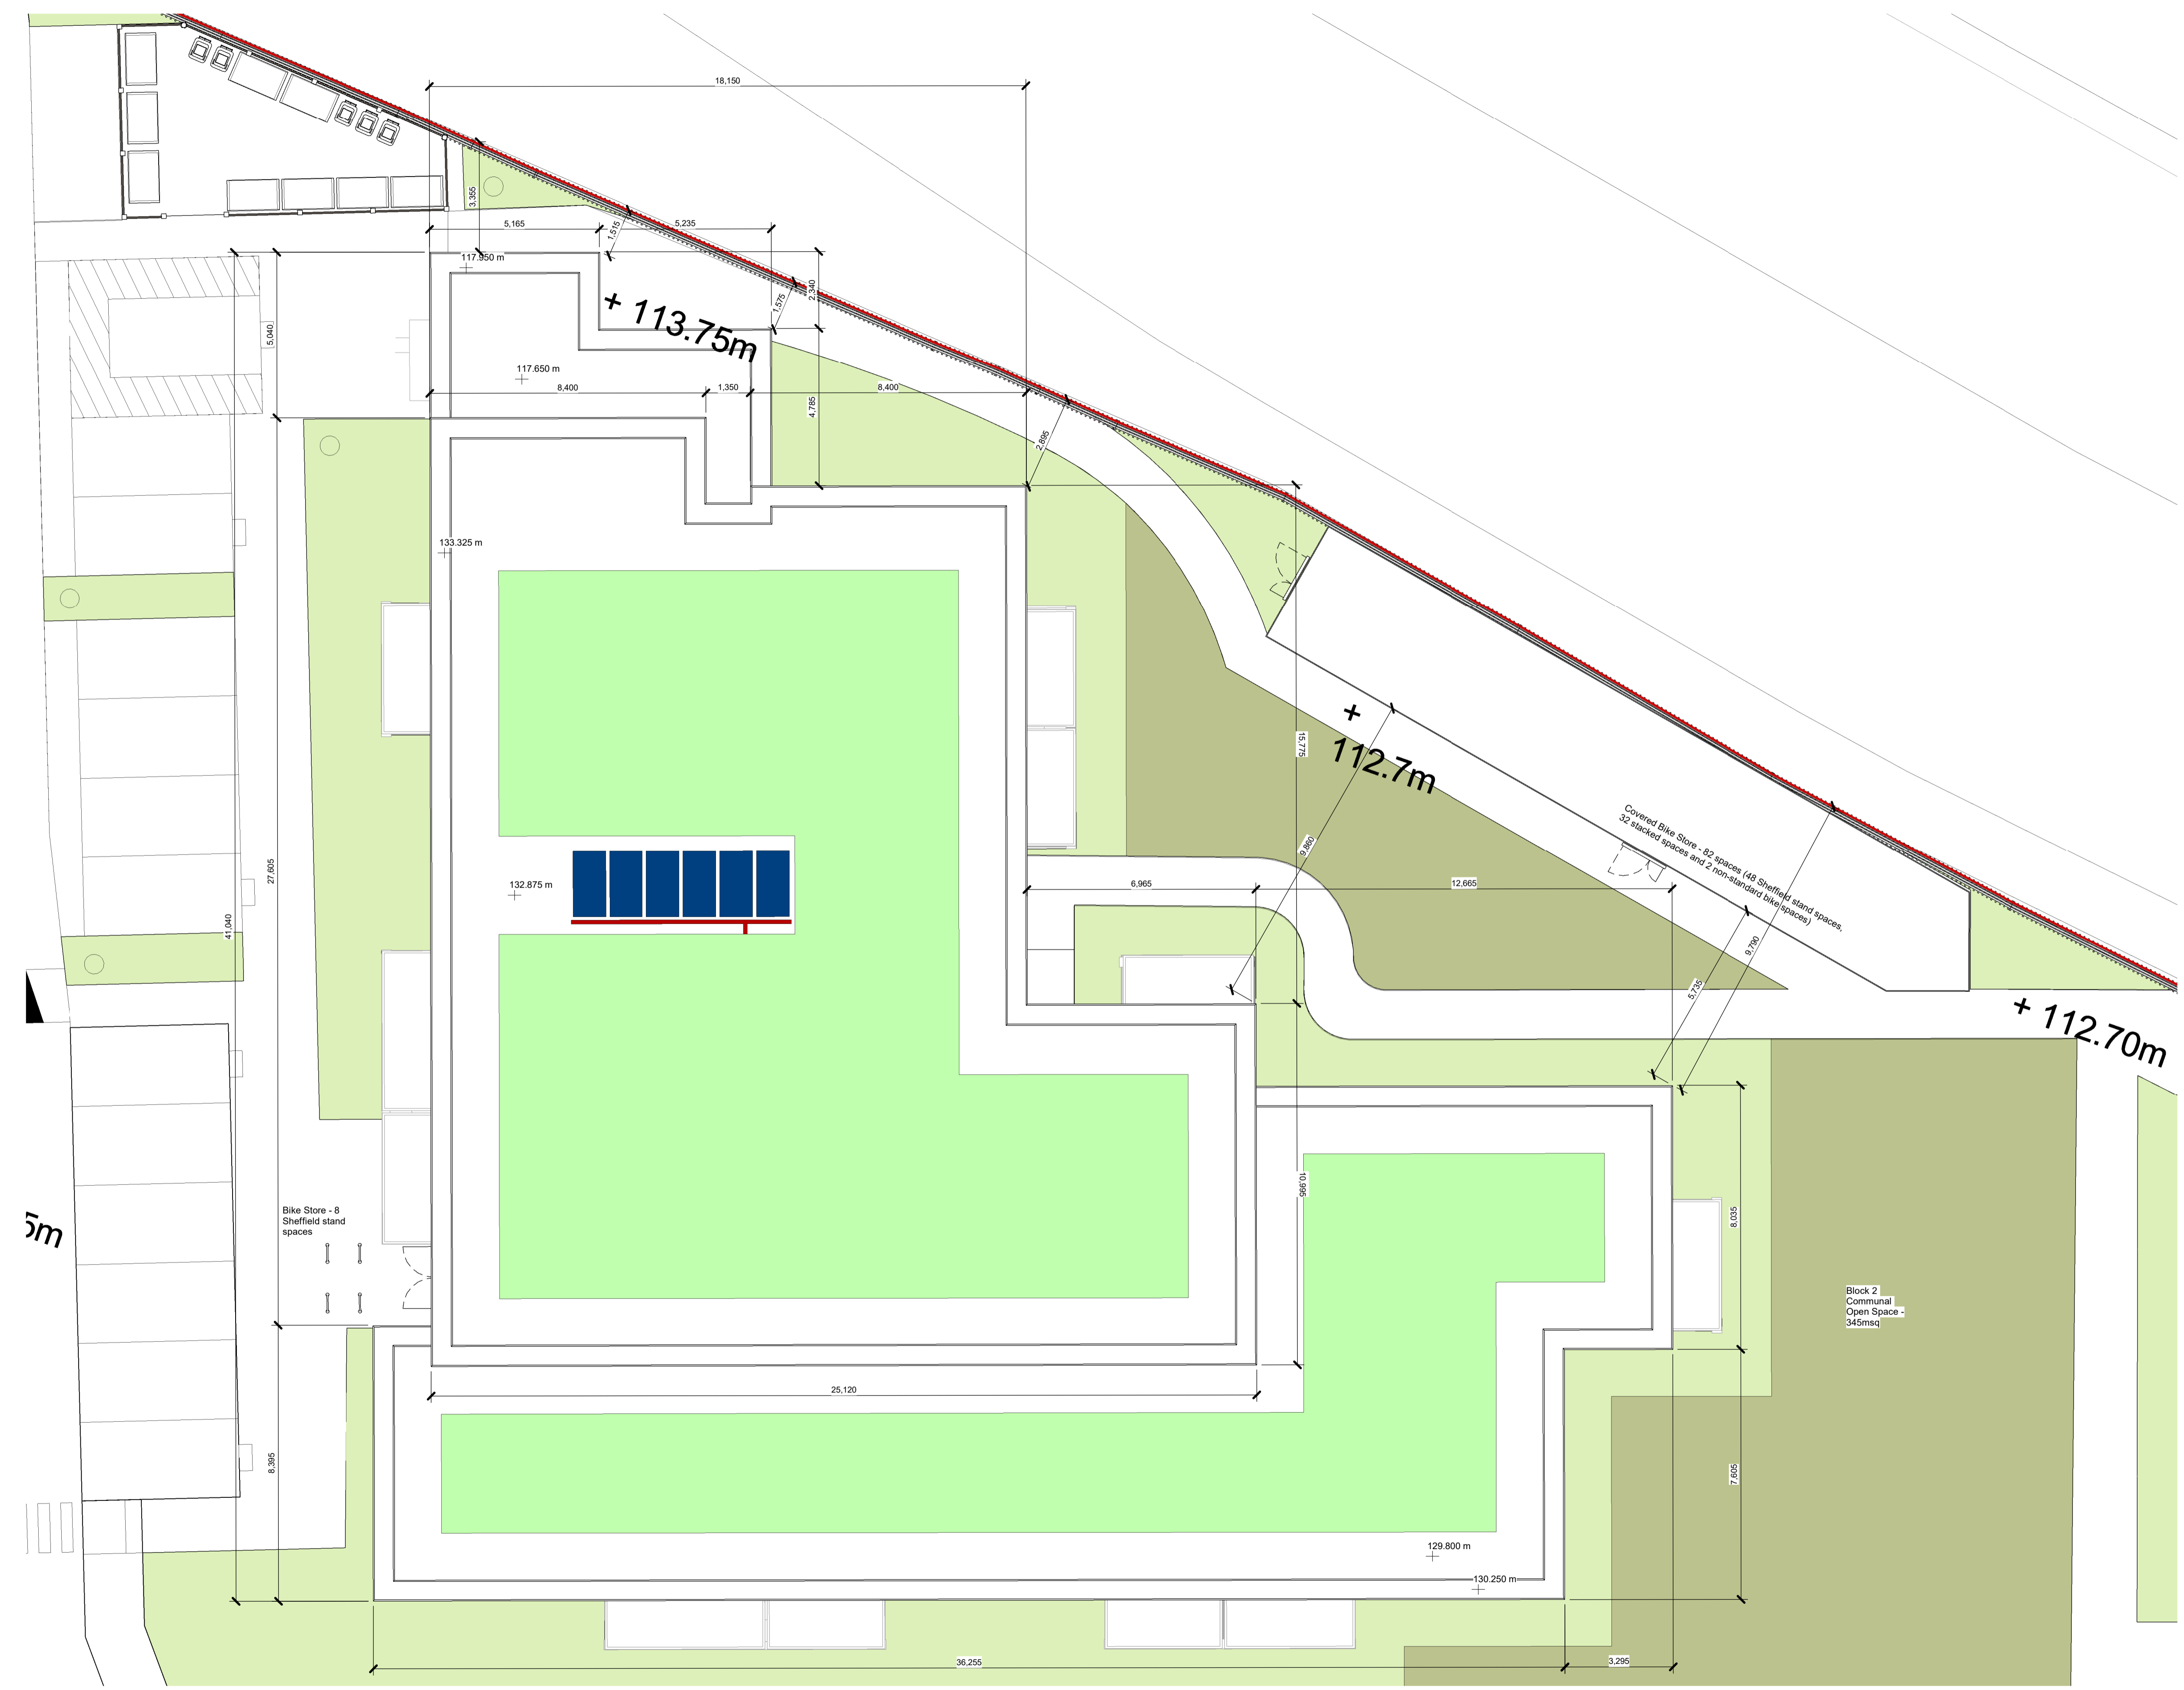 18,150
3,355
5,165
1,515
5,235
117.950 m
+ 113.75m
1,575
2,340
5,040
117.650 m
8,400
1,350
8,400
4,785
2,895
133.325 m
+
112.7m
15,775
Covered Bike Store - 82 spaces (48 Sheffield stand spaces,
32 stacked spaces and 2 non-standard bike spaces)
9,860
27,605
132.875 m
6,965
12,665
41,040
9,790
5,735
+ 112.70m
Bike Store - 8
Sheffield stand
spaces
5m
10,995
8,035
Block 2
Communal
Open Space -
345msq
25,120
8,395
7,605
129.800 m
130.250 m
36,255
3,295